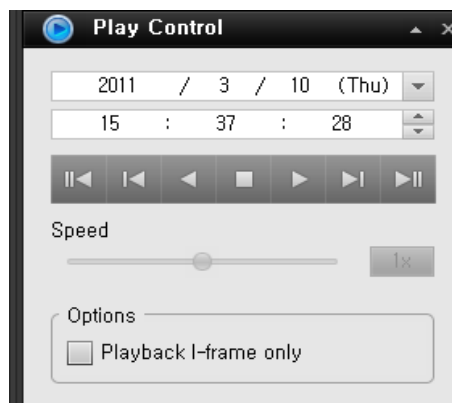 Play Control
2011 / 3 / 10 (Thu)
15 : 37 : 28
Speed
1x
Options
Playback I-frame only